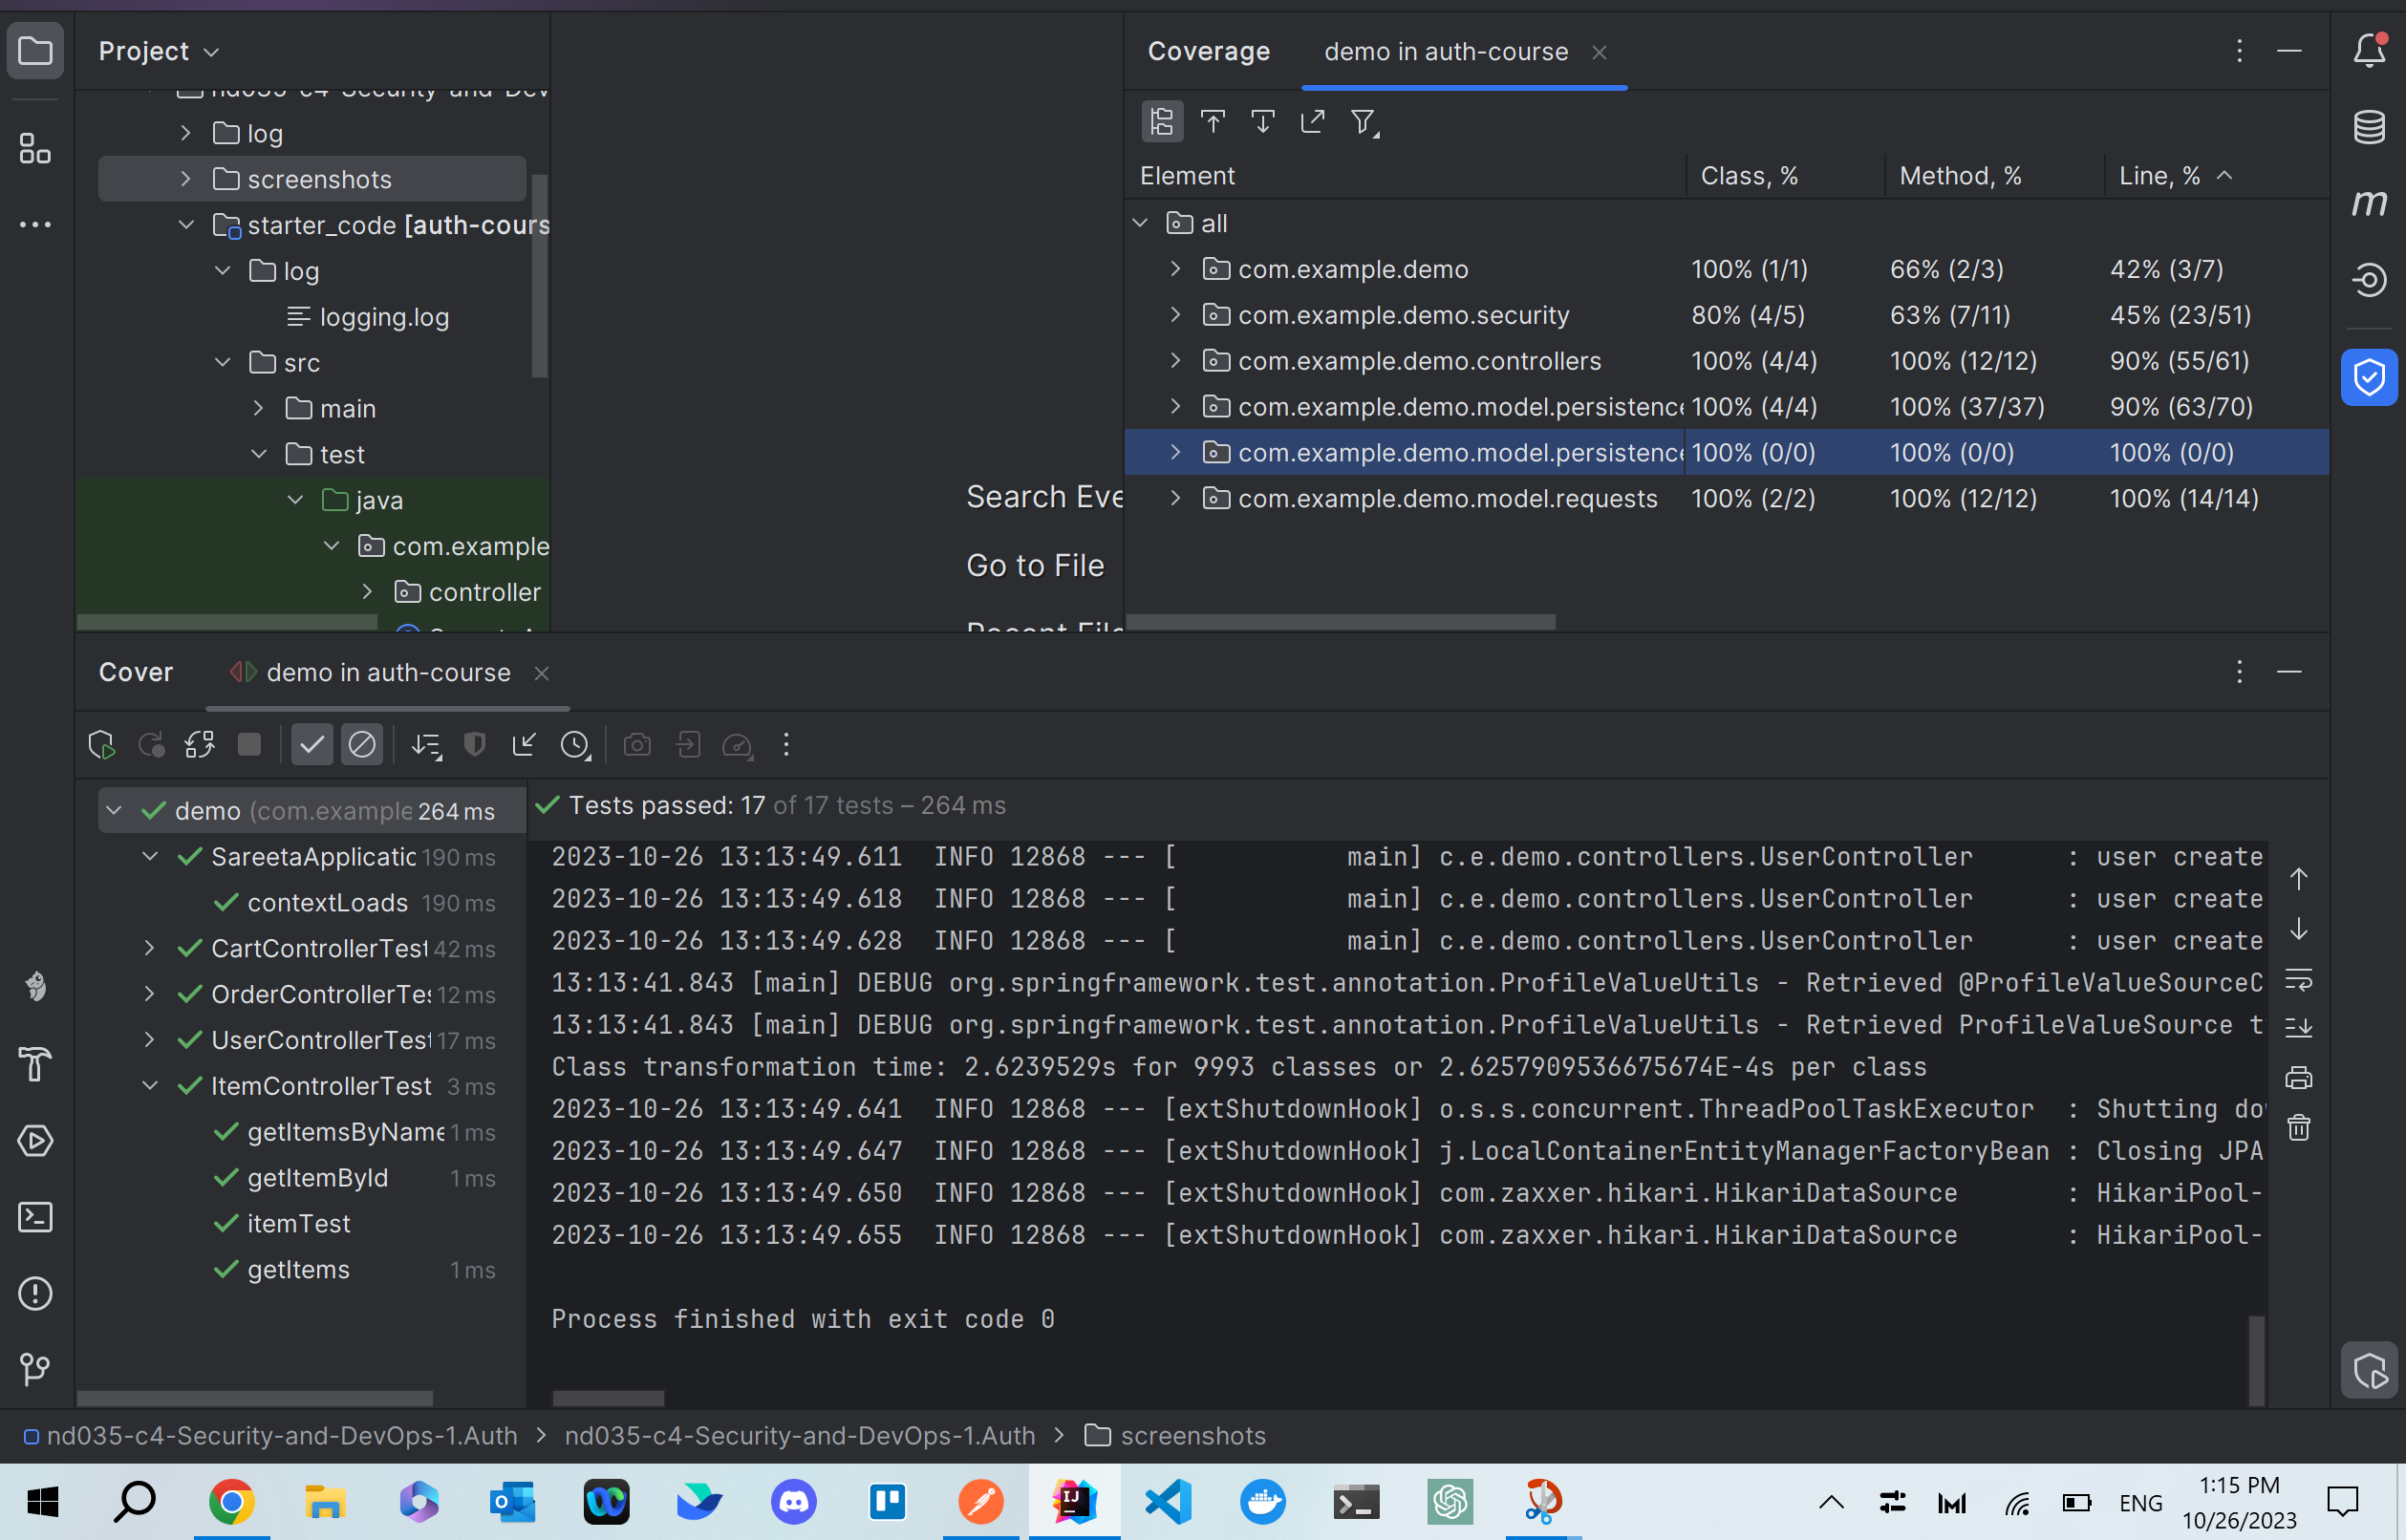 Project
nd035-c4-Security-and-Dev
log
screenshots
starter_code [auth-cours
log
logging.log
src
main
test
java
com.example
controller
Search Eve
Go to File
Recent File
Coverage
demo in auth-course
Element Class, % Method, % Line, %
all
com.example.demo 100% (1/1) 66% (2/3) 42% (3/7)
com.example.demo.security 80% (4/5) 63% (7/11) 45% (23/51)
com.example.demo.controllers 100% (4/4) 100% (12/12) 90% (55/61)
com.example.demo.model.persistence 100% (4/4) 100% (37/37) 90% (63/70)
com.example.demo.model.persistence 100% (0/0) 100% (0/0) 100% (0/0)
com.example.demo.model.requests 100% (2/2) 100% (12/12) 100% (14/14)
Cover
demo in auth-course
demo (com.example 264 ms
SareetaApplicatic 190 ms
contextLoads 190 ms
CartControllerTest 42 ms
OrderControllerTes 12 ms
UserControllerTest 17 ms
ItemControllerTest 3 ms
getItemsByName 1 ms
getItemById 1 ms
itemTest
getItems 1 ms
Tests passed: 17 of 17 tests – 264 ms
2023-10-26 13:13:49.611  INFO 12868 --- [           main] c.e.demo.controllers.UserController      : user create
2023-10-26 13:13:49.618  INFO 12868 --- [           main] c.e.demo.controllers.UserController      : user create
2023-10-26 13:13:49.628  INFO 12868 --- [           main] c.e.demo.controllers.UserController      : user create
13:13:41.843 [main] DEBUG org.springframework.test.annotation.ProfileValueUtils - Retrieved @ProfileValueSourceC
13:13:41.843 [main] DEBUG org.springframework.test.annotation.ProfileValueUtils - Retrieved ProfileValueSource t
Class transformation time: 2.6239529s for 9993 classes or 2.6257909536675674E-4s per class
2023-10-26 13:13:49.641  INFO 12868 --- [extShutdownHook] o.s.s.concurrent.ThreadPoolTaskExecutor  : Shutting do
2023-10-26 13:13:49.647  INFO 12868 --- [extShutdownHook] j.LocalContainerEntityManagerFactoryBean : Closing JPA
2023-10-26 13:13:49.650  INFO 12868 --- [extShutdownHook] com.zaxxer.hikari.HikariDataSource       : HikariPool-
2023-10-26 13:13:49.655  INFO 12868 --- [extShutdownHook] com.zaxxer.hikari.HikariDataSource       : HikariPool-
Process finished with exit code 0
nd035-c4-Security-and-DevOps-1.Auth > nd035-c4-Security-and-DevOps-1.Auth > screenshots
IJ
ENG
1:15 PM
10/26/2023